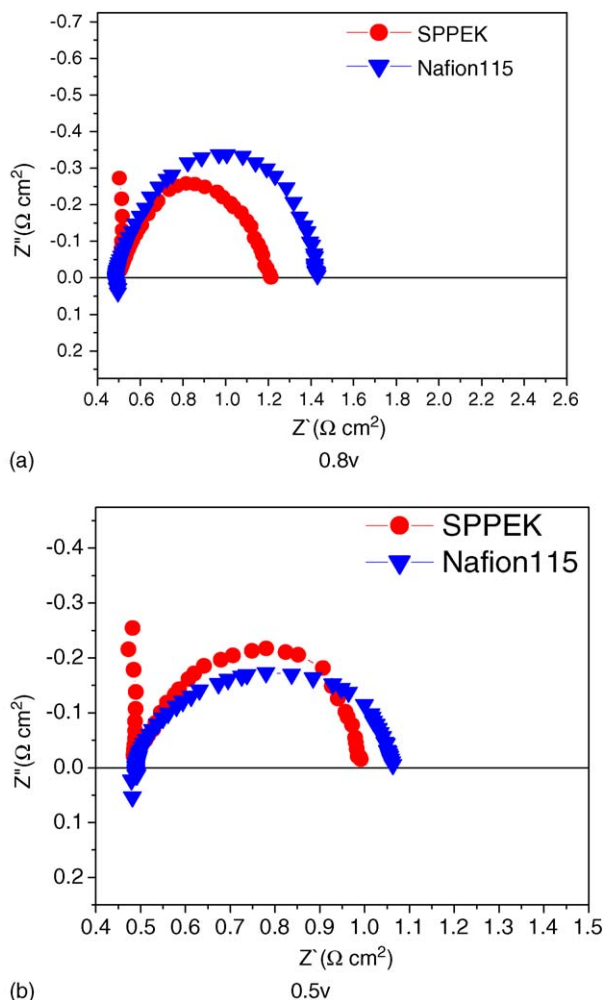 -0.7
-0.6
-0.5
-0.4
-0.3
-0.2
-0.1
0.0
0.1
0.2
Z"(Ω cm²)
SPPEK
Nafion115
0.4 0.6 0.8 1.0 1.2 1.4 1.6 1.8 2.0 2.2 2.4 2.6
Z`(Ω cm²)
(a) 0.8v
-0.4
-0.3
-0.2
-0.1
0.0
0.1
0.2
Z"(Ω cm²)
SPPEK
Nafion115
0.4 0.5 0.6 0.7 0.8 0.9 1.0 1.1 1.2 1.3 1.4 1.5
Z`(Ω cm²)
(b) 0.5v